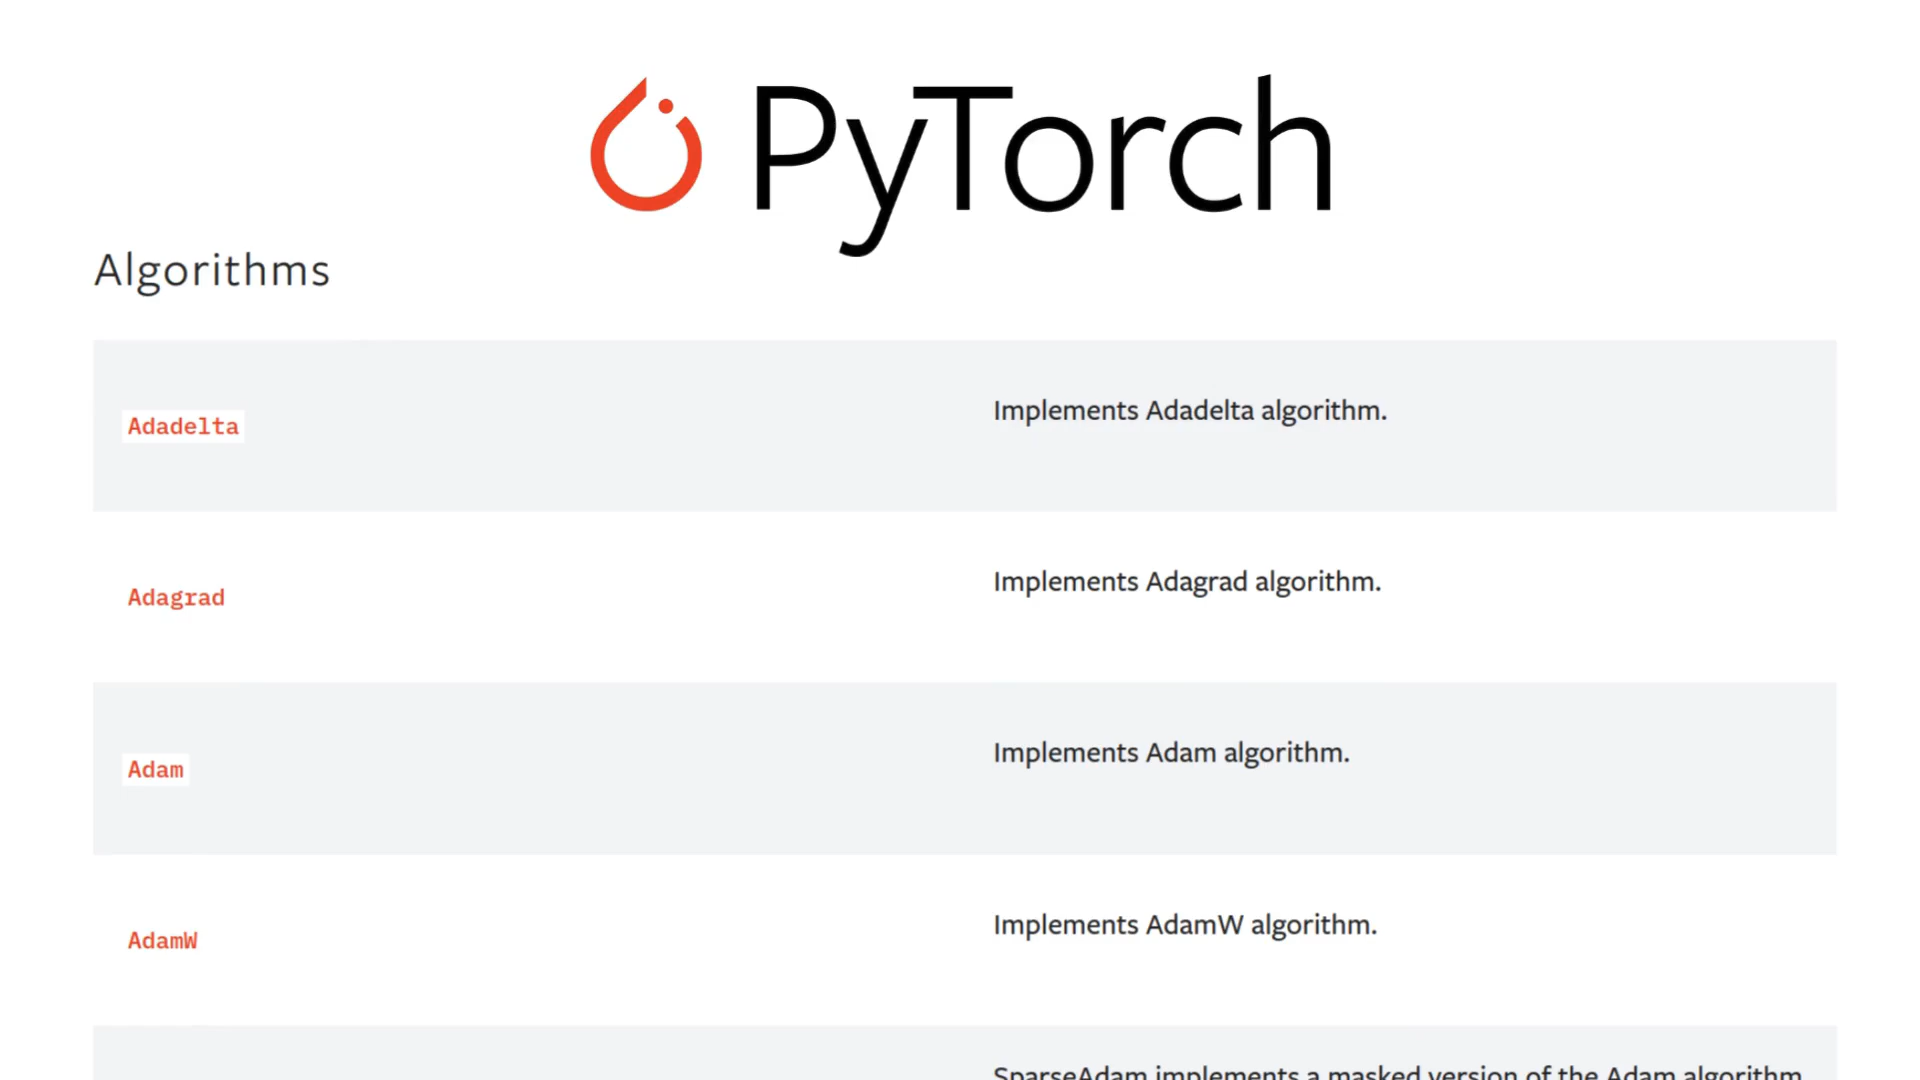 PyTorch
Algorithms
Adadelta
Implements Adadelta algorithm.
Adagrad
Implements Adagrad algorithm.
Adam
Implements Adam algorithm.
AdamW
Implements AdamW algorithm.
SparseAdam implements a masked version of the Adam algorithm